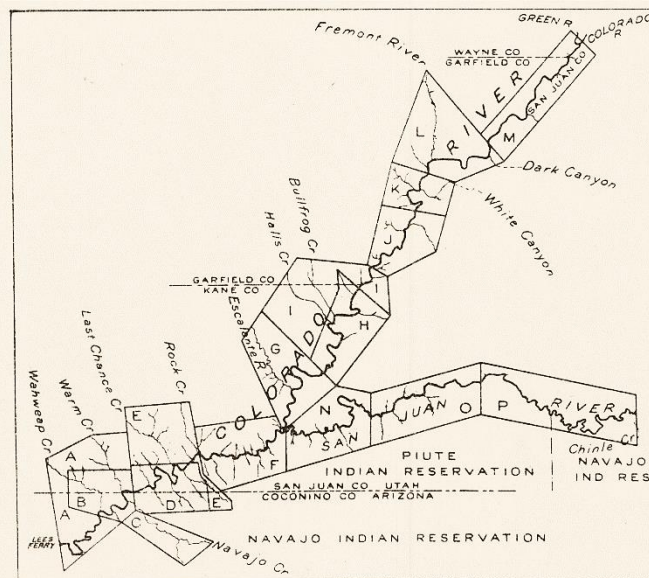 GREEN R
COLORADO
R
WAYNE CO
GARFIELD CO
SAN JUAN CO
Fremont River
L
M
K
J
Dark Canyon
White Canyon
Bullfrog Cr
Halls Cr
GARFIELD CO
KANE CO
Escalante R
I
I
H
G
COLORADO RIVER
Rock Cr
Last Chance Cr
Warm Cr
Wahweap Cr
E
A
B
A
C
D
E
F
N
O
P
SAN JUAN RIVER
Chinle
Cr
PIUTE
INDIAN RESERVATION
NAVAJO
IND RES
SAN JUAN CO. UTAH
COCONINO CO. ARIZONA
LEES
FERRY
Navajo Cr
NAVAJO INDIAN RESERVATION